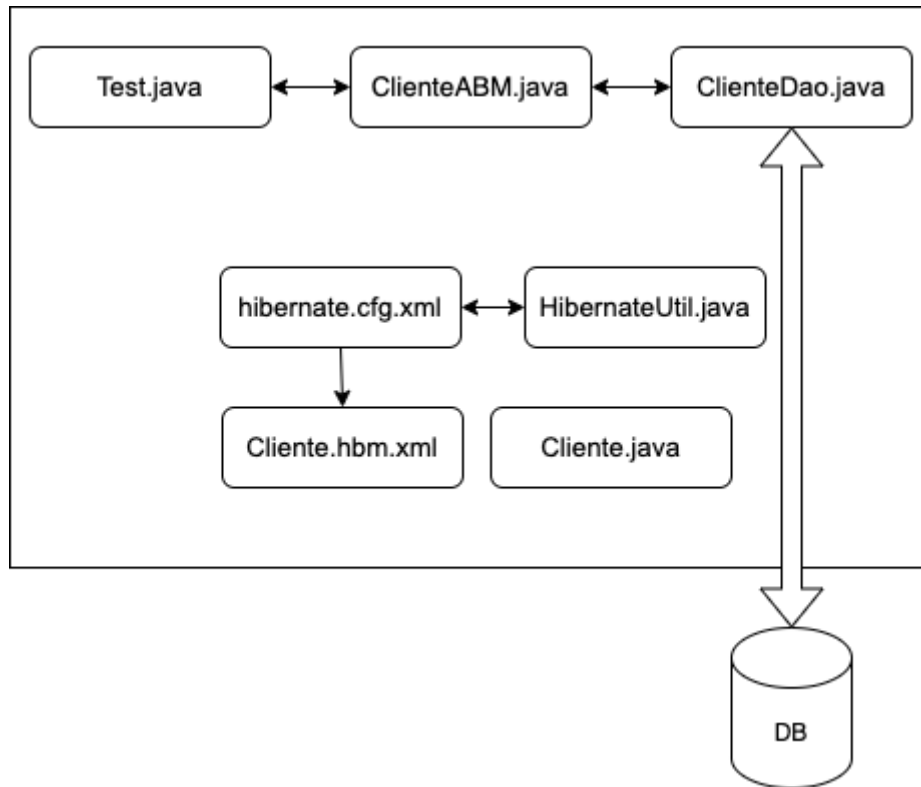 Test.java
ClienteABM.java
ClienteDao.java
hibernate.cfg.xml
HibernateUtil.java
Cliente.hbm.xml
Cliente.java
DB